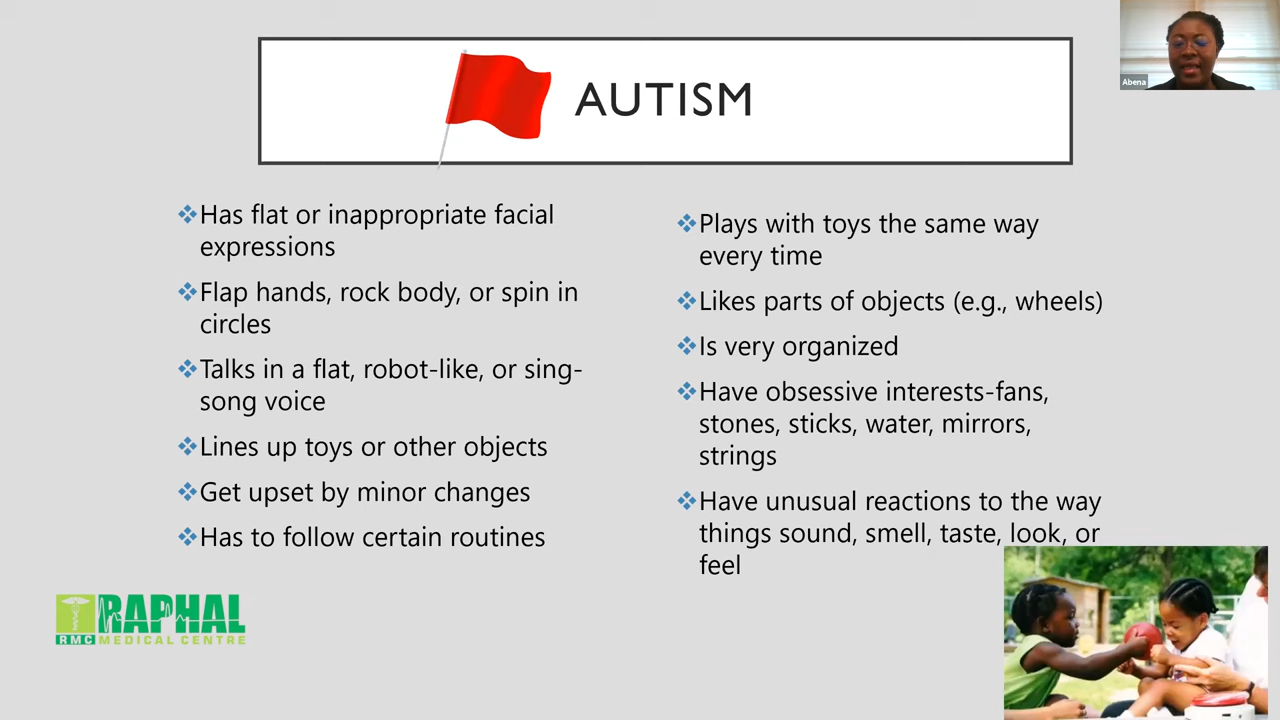 AUTISM
Abena
❖Has flat or inappropriate facial
expressions
❖Flap hands, rock body, or spin in
circles
❖Talks in a flat, robot-like, or sing-
song voice
❖Lines up toys or other objects
❖Get upset by minor changes
❖Has to follow certain routines
❖Plays with toys the same way
every time
❖Likes parts of objects (e.g., wheels)
❖Is very organized
❖Have obsessive interests-fans,
stones, sticks, water, mirrors,
strings
❖Have unusual reactions to the way
things sound, smell, taste, look, or
feel
RAPHAL
RMC MEDICAL CENTRE